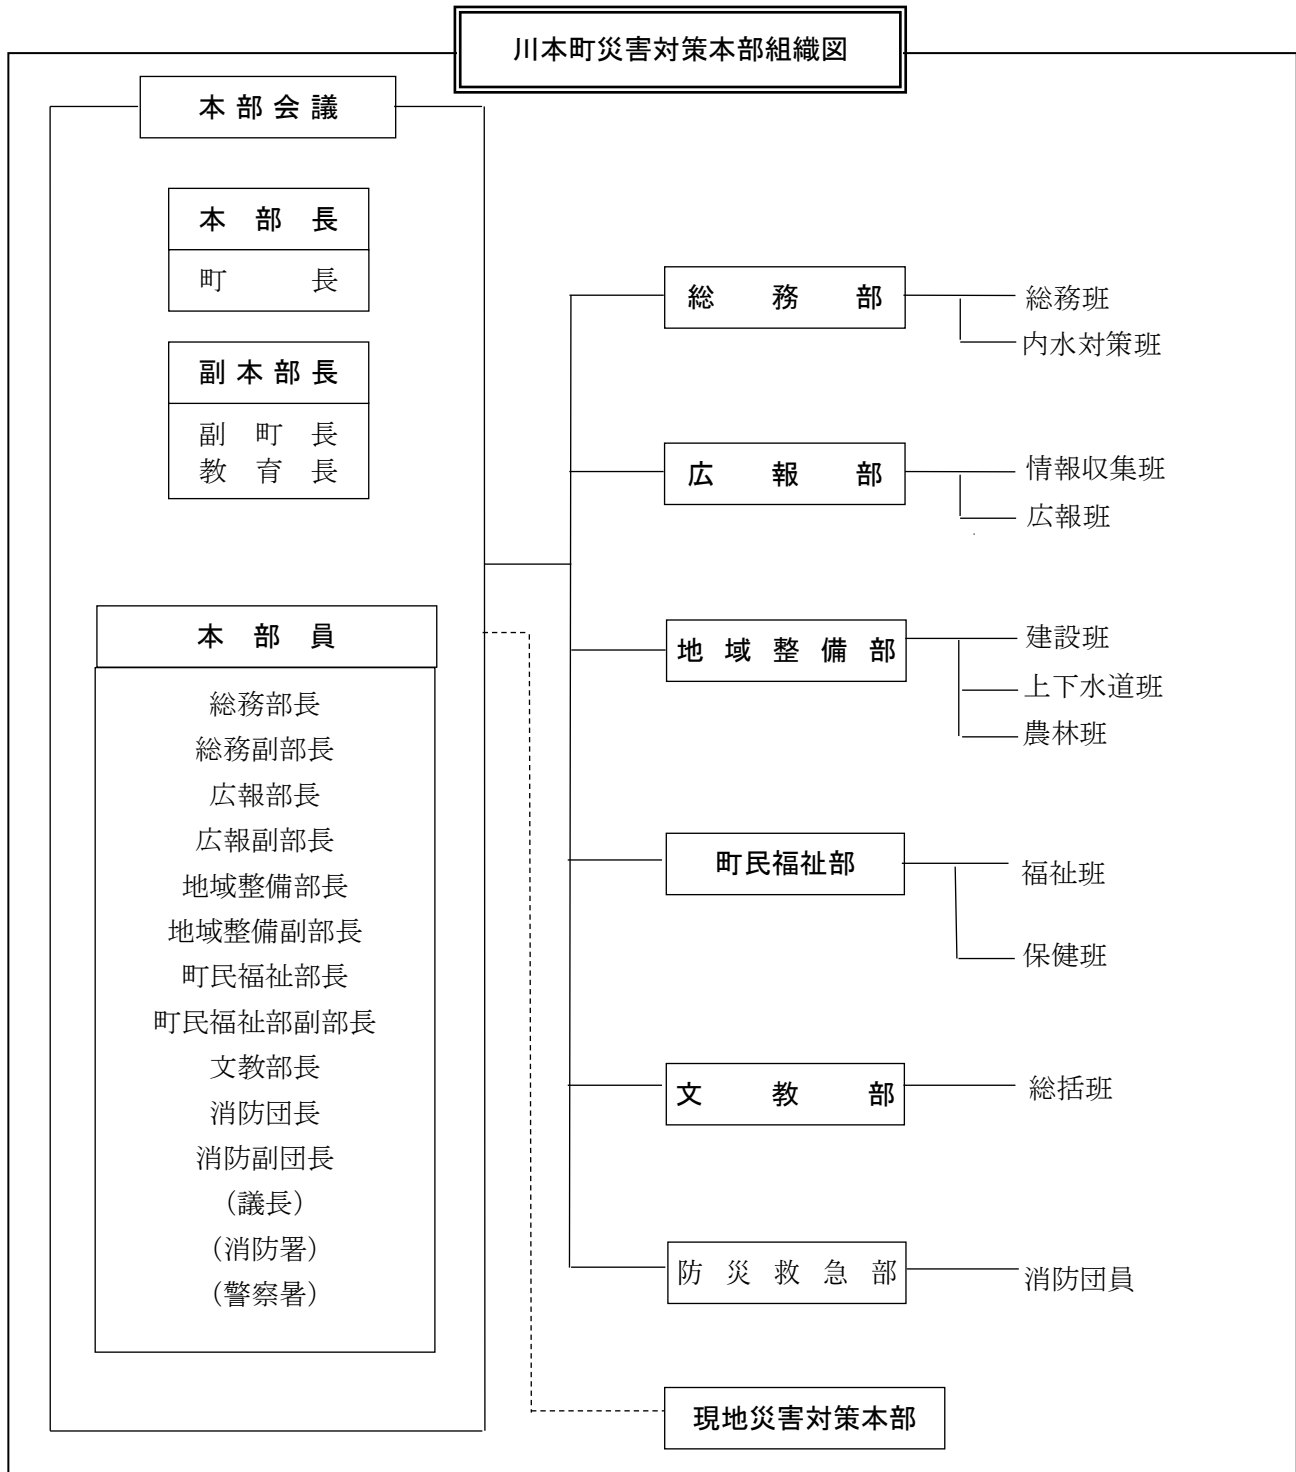 川本町災害対策本部組織図
本部会議
本部長
町長
副本部長
副町長
教育長
本部員
総務部長
総務副部長
広報部長
広報副部長
地域整備部長
地域整備副部長
町民福祉部長
町民福祉部副部長
文教部長
消防団長
消防副団長
(議長)
(消防署)
(警察署)
総務部
総務班
内水対策班
広報部
情報収集班
広報班
地域整備部
建設班
上下水道班
農林班
町民福祉部
福祉班
保健班
文教部
総括班
防災救急部
消防団員
現地災害対策本部